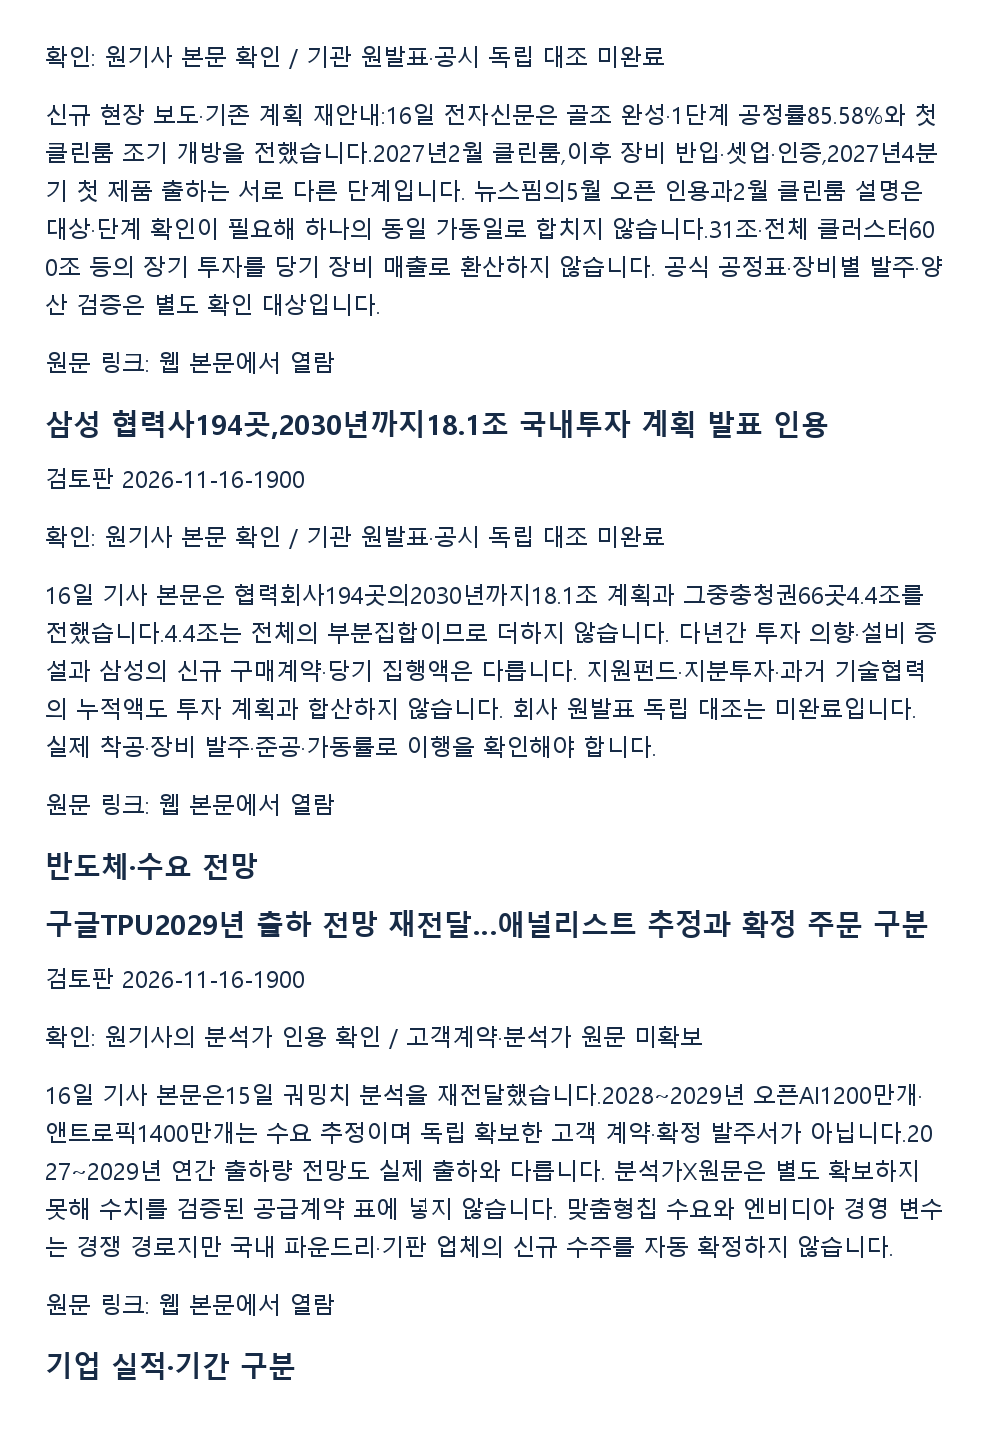 확인: 원기사 본문 확인 / 기관 원발표·공시 독립 대조 미완료
신규 현장 보도·기존 계획 재안내:16일 전자신문은 골조 완성·1단계 공정률85.58%와 첫
클린룸 조기 개방을 전했습니다.2027년2월 클린룸,이후 장비 반입·셋업·인증,2027년4분
기 첫 제품 출하는 서로 다른 단계입니다. 뉴스핌의5월 오픈 인용과2월 클린룸 설명은
대상·단계 확인이 필요해 하나의 동일 가동일로 합치지 않습니다.31조·전체 클러스터60
0조 등의 장기 투자를 당기 장비 매출로 환산하지 않습니다. 공식 공정표·장비별 발주·양
산 검증은 별도 확인 대상입니다.
원문 링크: 웹 본문에서 열람
삼성 협력사194곳,2030년까지18.1조 국내투자 계획 발표 인용
검토판 2026-11-16-1900
확인: 원기사 본문 확인 / 기관 원발표·공시 독립 대조 미완료
16일 기사 본문은 협력회사194곳의2030년까지18.1조 계획과 그중충청권66곳4.4조를
전했습니다.4.4조는 전체의 부분집합이므로 더하지 않습니다. 다년간 투자 의향·설비 증
설과 삼성의 신규 구매계약·당기 집행액은 다릅니다. 지원펀드·지분투자·과거 기술협력
의 누적액도 투자 계획과 합산하지 않습니다. 회사 원발표 독립 대조는 미완료입니다.
실제 착공·장비 발주·준공·가동률로 이행을 확인해야 합니다.
원문 링크: 웹 본문에서 열람
반도체·수요 전망
구글TPU2029년 출하 전망 재전달…애널리스트 추정과 확정 주문 구분
검토판 2026-11-16-1900
확인: 원기사의 분석가 인용 확인 / 고객계약·분석가 원문 미확보
16일 기사 본문은15일 궈밍치 분석을 재전달했습니다.2028~2029년 오픈AI1200만개·
앤트로픽1400만개는 수요 추정이며 독립 확보한 고객 계약·확정 발주서가 아닙니다.20
27~2029년 연간 출하량 전망도 실제 출하와 다릅니다. 분석가X원문은 별도 확보하지
못해 수치를 검증된 공급계약 표에 넣지 않습니다. 맞춤형칩 수요와 엔비디아 경영 변수
는 경쟁 경로지만 국내 파운드리·기판 업체의 신규 수주를 자동 확정하지 않습니다.
원문 링크: 웹 본문에서 열람
기업 실적·기간 구분